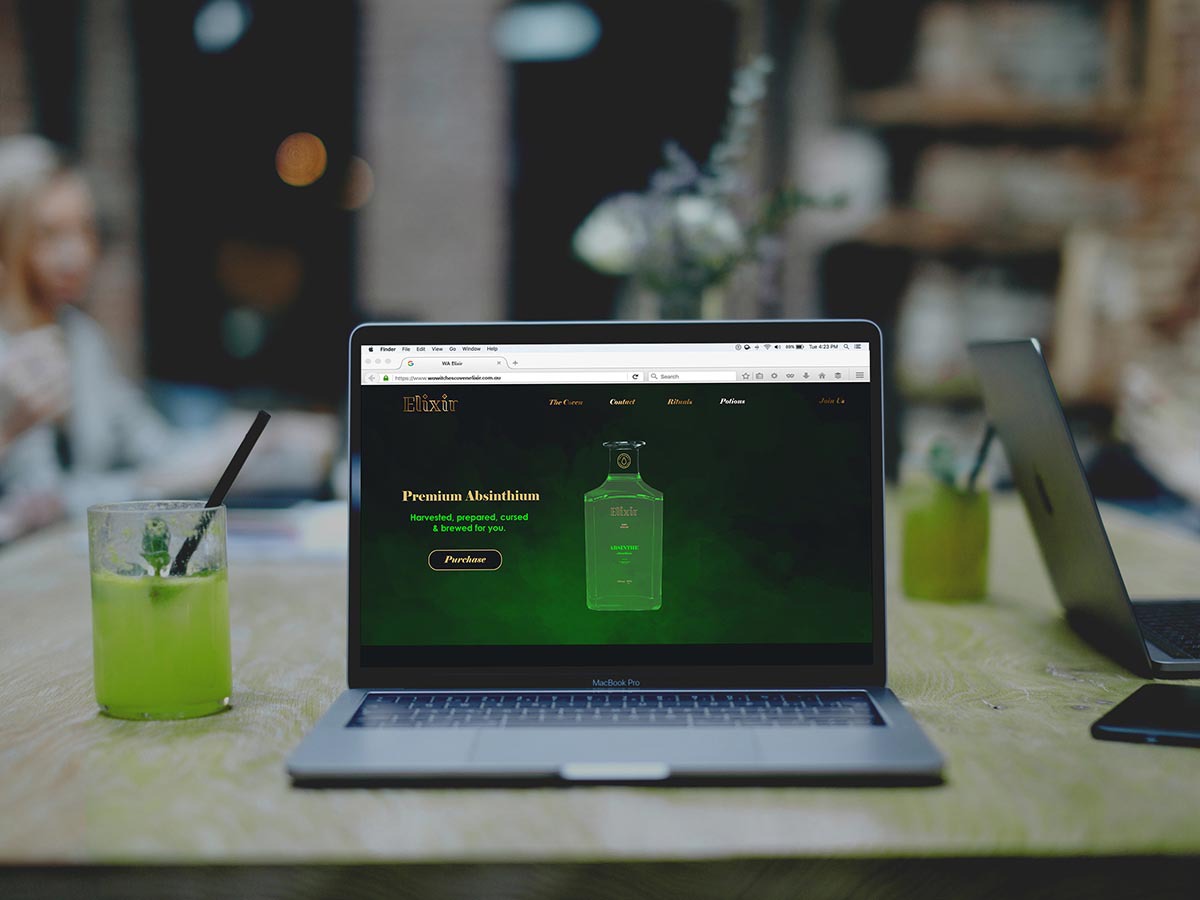 Finder File Edit View Go Window Help
69% Tue 4:23 PM
WA Elixir
https://www.wawitchescovenelixir.com.au
Search
Elixir
The Coven Contact Rituals Potions Join Us
Premium Absinthium
Harvested, prepared, cursed
& brewed for you.
Purchase
Elixir
ABSINTHE
MacBook Pro